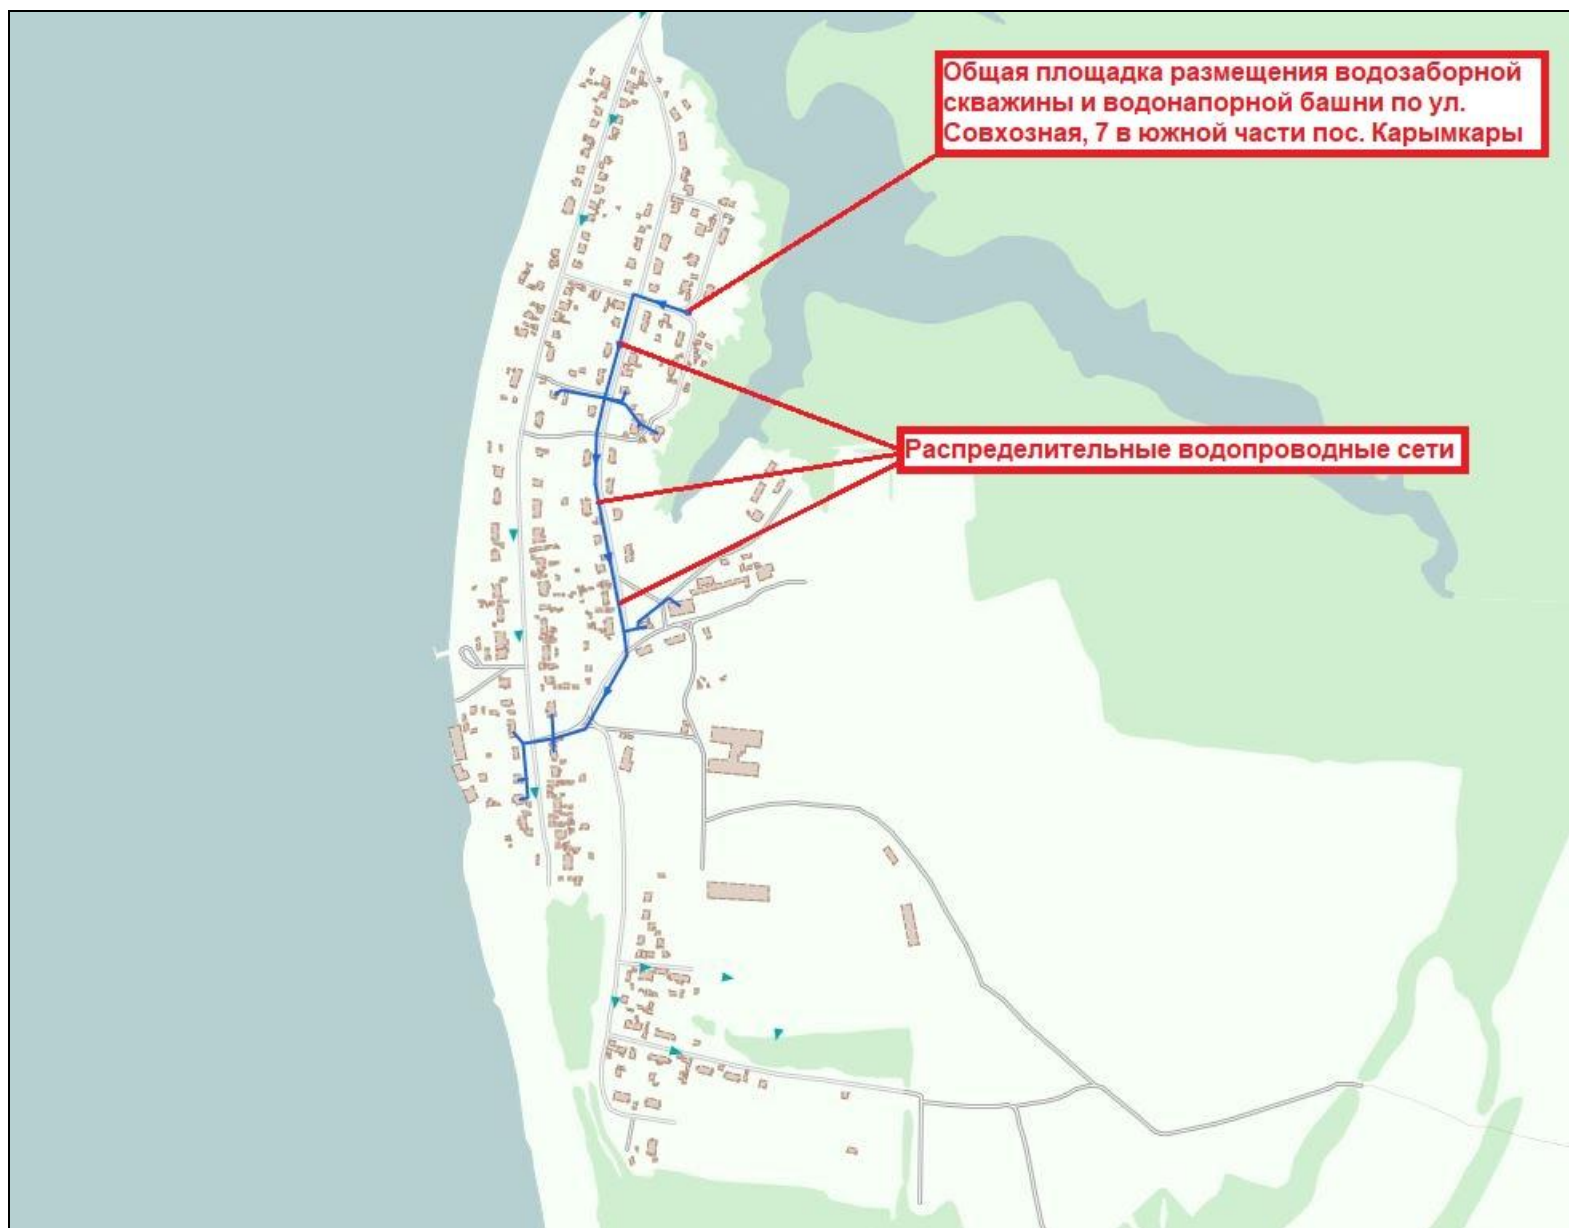 Общая площадка размещения водозаборной
скважины и водонапорной башни по ул.
Совхозная, 7 в южной части пос. Карымкары
Распределительные водопроводные сети